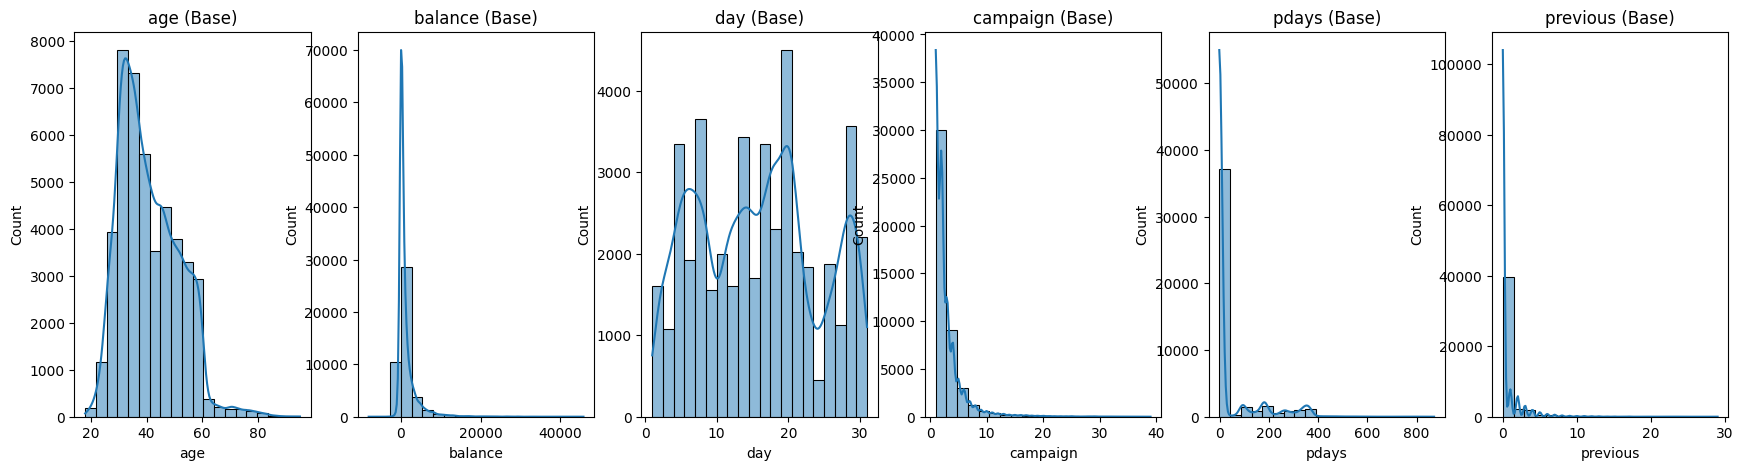 age (Base)
8000
7000
6000
5000
4000
3000
2000
1000
0
Count
20 40 60 80
age
balance (Base)
70000
60000
50000
40000
30000
20000
10000
0
Count
0 20000 40000
balance
day (Base)
4000
3000
2000
1000
0
Count
0 10 20 30
day
campaign (Base)
40000
35000
30000
25000
20000
15000
10000
5000
0
Count
0 10 20 30 40
campaign
pdays (Base)
50000
40000
30000
20000
10000
0
Count
0 200 400 600 800
pdays
previous (Base)
100000
80000
60000
40000
20000
0
Count
0 10 20 30
previous